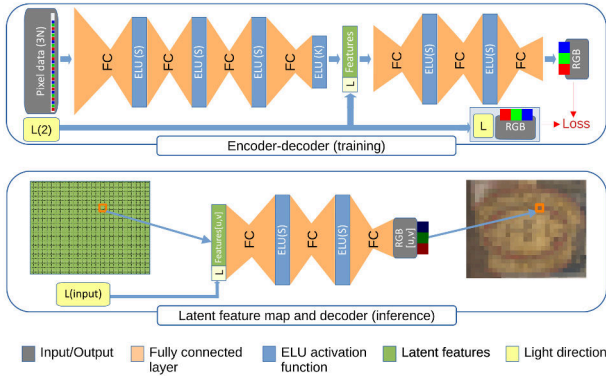 Pixel data (3N)
FC
ELU (S)
FC
ELU (S)
FC
ELU (S)
FC
ELU (K)
Features
L
FC
ELU(S)
FC
ELU(S)
FC
RGB
L(2)
L
RGB
Loss
Encoder-decoder (training)
Features[u,v]
L
FC
ELU(S)
FC
ELU(S)
FC
RGB
[u,v]
L(input)
Latent feature map and decoder (inference)
Input/Output
Fully connected
layer
ELU activation
function
Latent features
Light direction